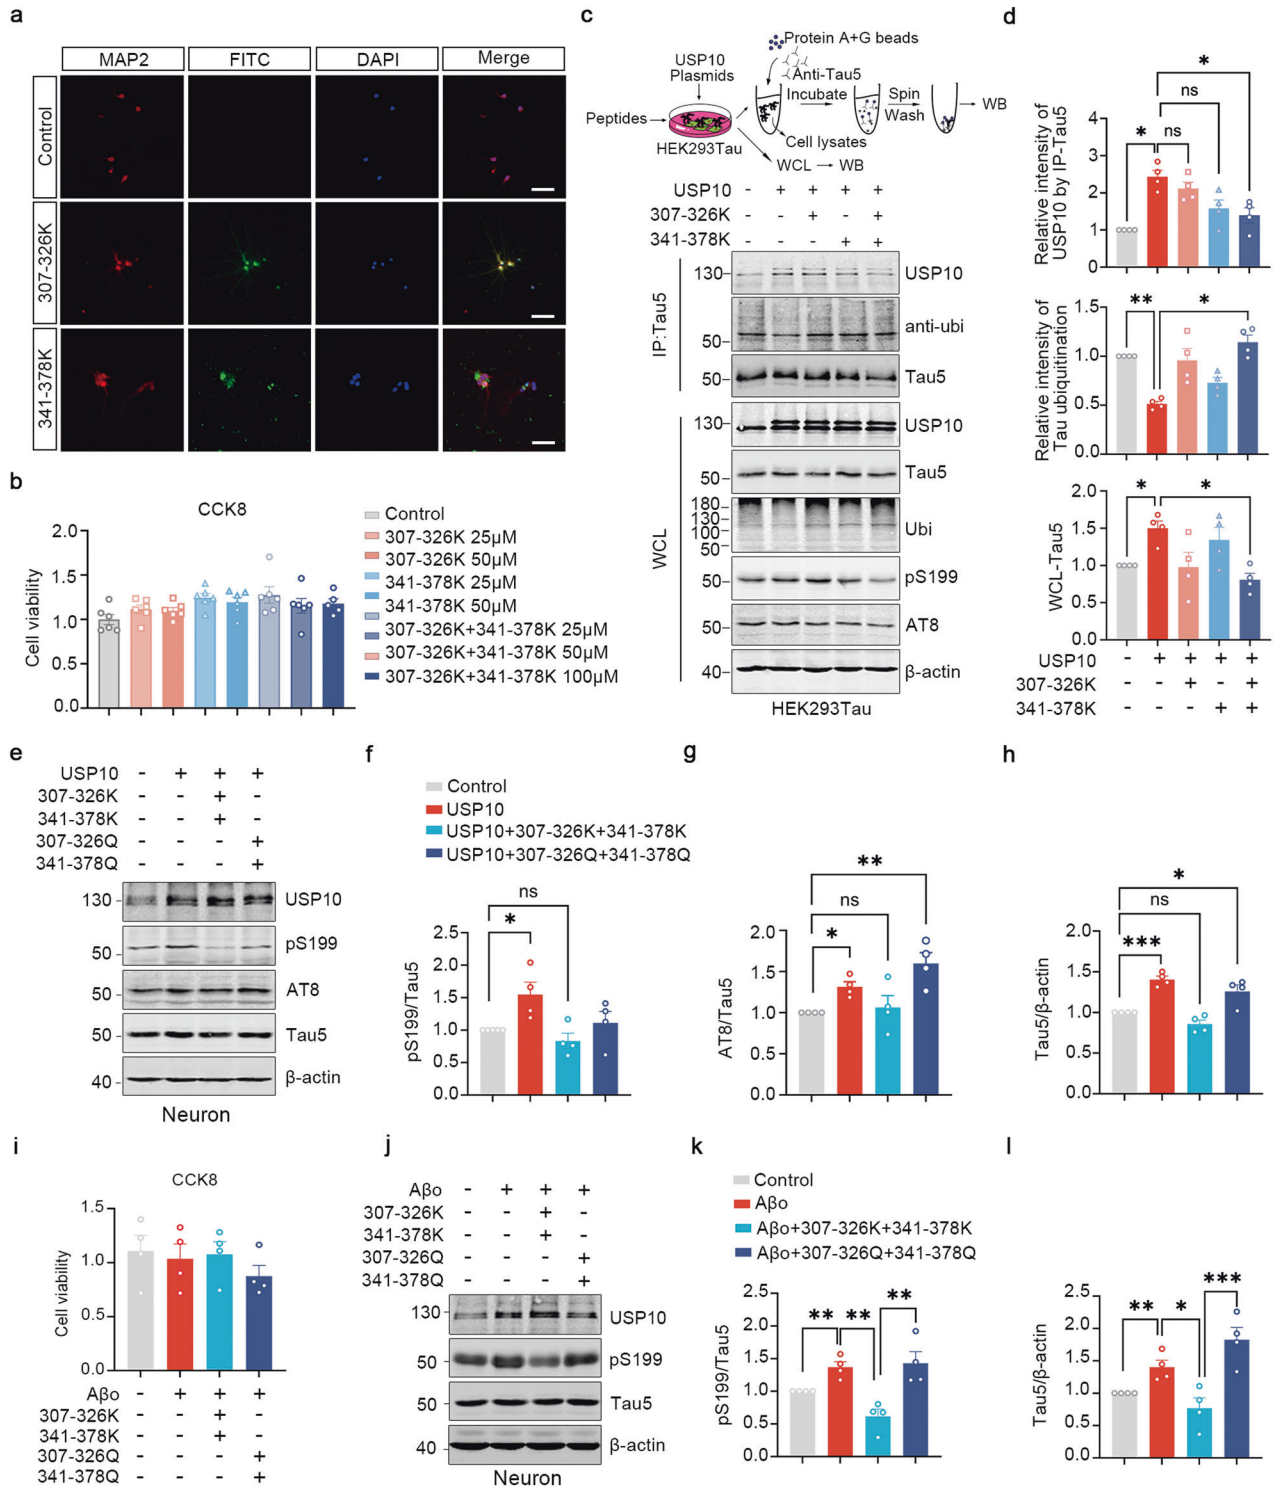 a
MAP2 FITC DAPI Merge
Control
307-326K
341-378K
b
CCK8
Cell viability
2.0
1.5
1.0
0.5
0.0
Control
307-326K 25μM
307-326K 50μM
341-378K 25μM
341-378K 50μM
307-326K+341-378K 25μM
307-326K+341-378K 50μM
307-326K+341-378K 100μM
c
Protein A+G beads
USP10
Plasmids
Anti-Tau5
Incubate
Spin
Wash
WB
Peptides
HEK293Tau
Cell lysates
WCL
WB
USP10 - + + + +
307-326K - - + - +
341-378K - - - + +
IP:Tau5
130 USP10
50 anti-ubi
50 Tau5
WCL
130 USP10
50 Tau5
180
130
100
50
Ubi
50 pS199
50 AT8
40 β-actin
HEK293Tau
d
Relative intensity of
USP10 by IP-Tau5
4
3
2
1
0
* ns ns *
Relative intensity of
Tau ubiquitination
1.5
1.0
0.5
0.0
** *
WCL-Tau5
2.0
1.5
1.0
0.5
0.0
* *
USP10 - + + + +
307-326K - - + - +
341-378K - - - + +
e
USP10 - + + +
307-326K - - + -
341-378K - - + -
307-326Q - - - +
341-378Q - - - +
130 USP10
50 pS199
50 AT8
50 Tau5
40 β-actin
Neuron
f
Control
USP10
USP10+307-326K+341-378K
USP10+307-326Q+341-378Q
pS199/Tau5
2.5
2.0
1.5
1.0
0.5
0.0
* ns
g
AT8/Tau5
2.0
1.5
1.0
0.5
0.0
* ns **
h
Tau5/β-actin
2.0
1.5
1.0
0.5
0.0
*** ns *
i
CCK8
Cell viability
1.5
1.0
0.5
0.0
Aβo - + + +
307-326K - - + -
341-378K - - + -
307-326Q - - - +
341-378Q - - - +
j
Aβo - + + +
307-326K - - + -
341-378K - - + -
307-326Q - - - +
341-378Q - - - +
130 USP10
50 pS199
50 Tau5
40 β-actin
Neuron
k
Control
Aβo
Aβo+307-326K+341-378K
Aβo+307-326Q+341-378Q
pS199/Tau5
2.5
2.0
1.5
1.0
0.5
0.0
** ** **
l
Tau5/β-actin
2.5
2.0
1.5
1.0
0.5
0.0
** * ***